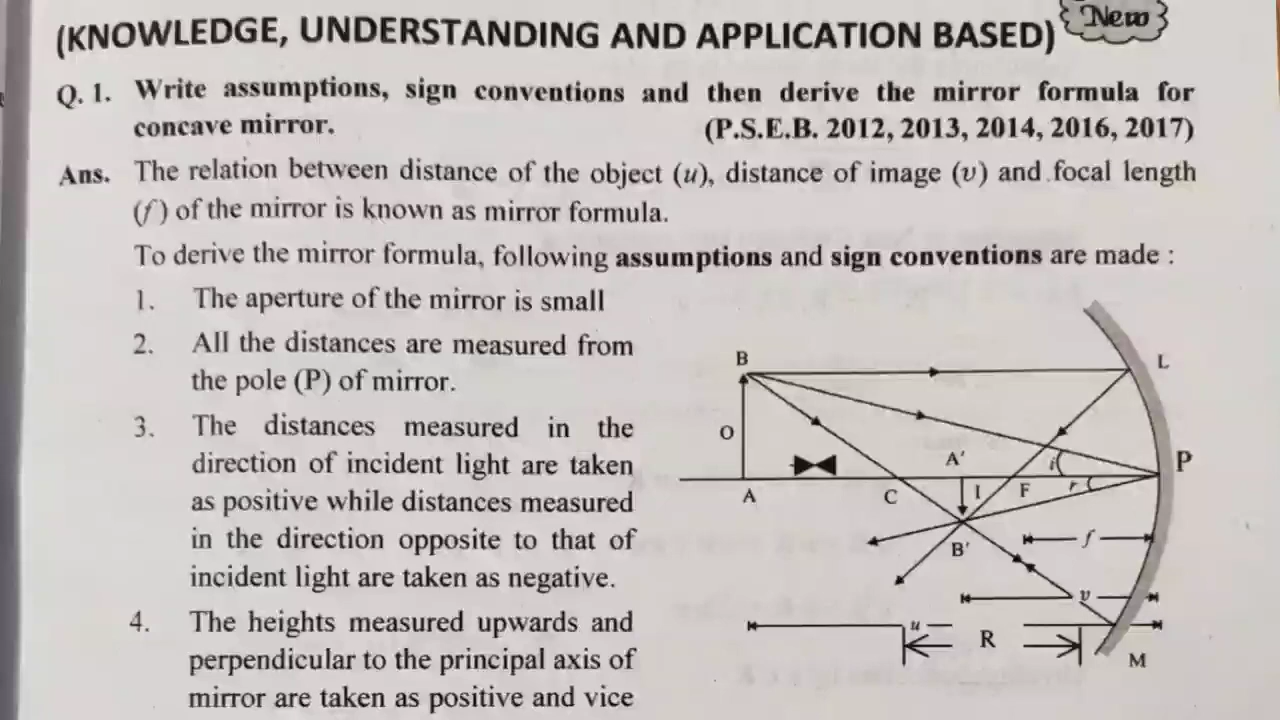 (KNOWLEDGE, UNDERSTANDING AND APPLICATION BASED)
New
Q. 1. Write assumptions, sign conventions and then derive the mirror formula for
concave mirror. (P.S.E.B. 2012, 2013, 2014, 2016, 2017)
Ans. The relation between distance of the object (u), distance of image (v) and focal length
(f) of the mirror is known as mirror formula.
To derive the mirror formula, following assumptions and sign conventions are made :
1. The aperture of the mirror is small
2. All the distances are measured from
the pole (P) of mirror.
3. The distances measured in the
direction of incident light are taken
as positive while distances measured
in the direction opposite to that of
incident light are taken as negative.
4. The heights measured upwards and
perpendicular to the principal axis of
mirror are taken as positive and vice
B
L
O
A'
i
P
A
C
I
F
r
B'
f
v
u
R
M